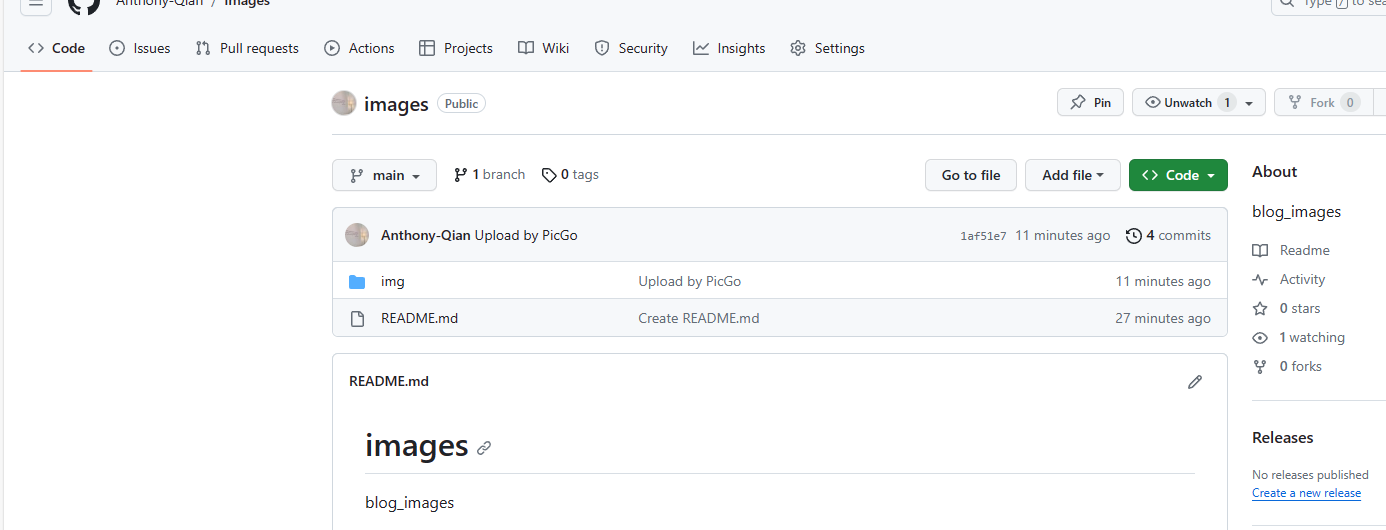 Anthony-Qian / images
Type / to sea
Code Issues Pull requests Actions Projects Wiki Security Insights Settings
images Public
Pin Unwatch 1 Fork 0
main 1 branch 0 tags Go to file Add file Code
Anthony-Qian Upload by PicGo 1af51e7 11 minutes ago 4 commits
img Upload by PicGo 11 minutes ago
README.md Create README.md 27 minutes ago
README.md
images
blog_images
About
blog_images
Readme
Activity
0 stars
1 watching
0 forks
Releases
No releases published
Create a new release